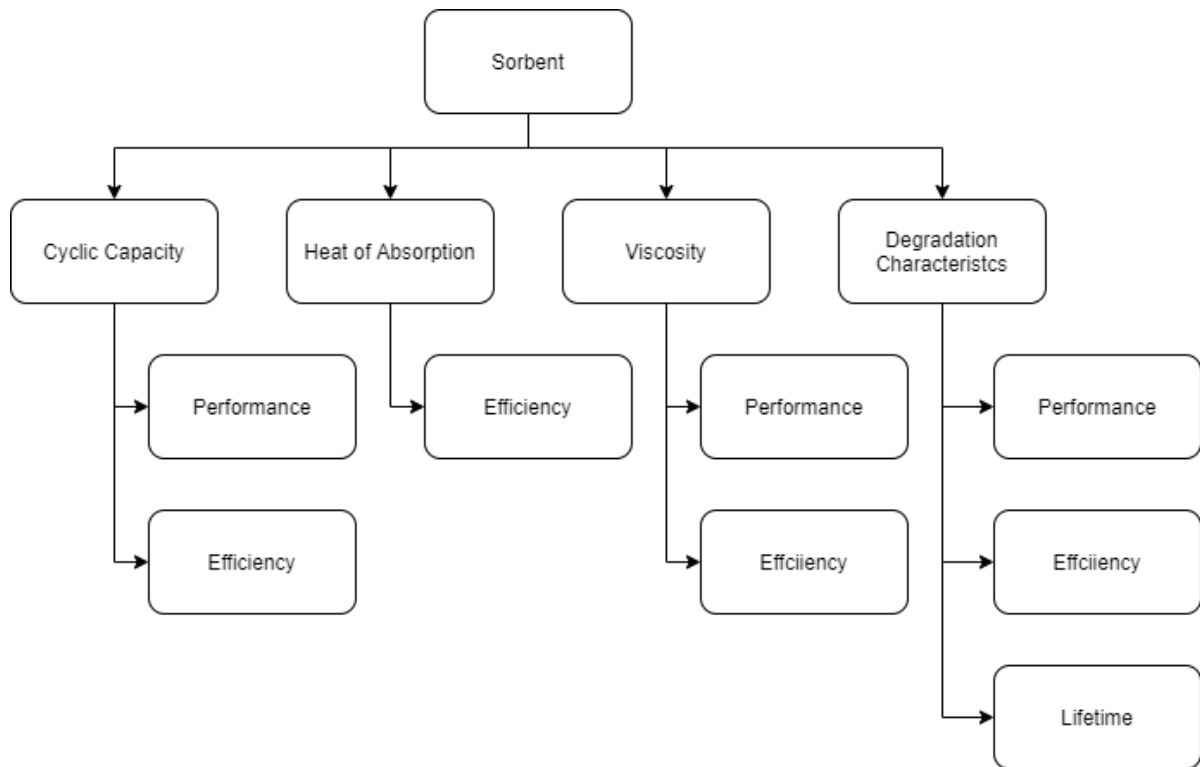 Sorbent
Cyclic Capacity
Heat of Absorption
Viscosity
Degradation
Characteristcs
Performance
Efficiency
Performance
Performance
Efficiency
Effciiency
Effciiency
Lifetime